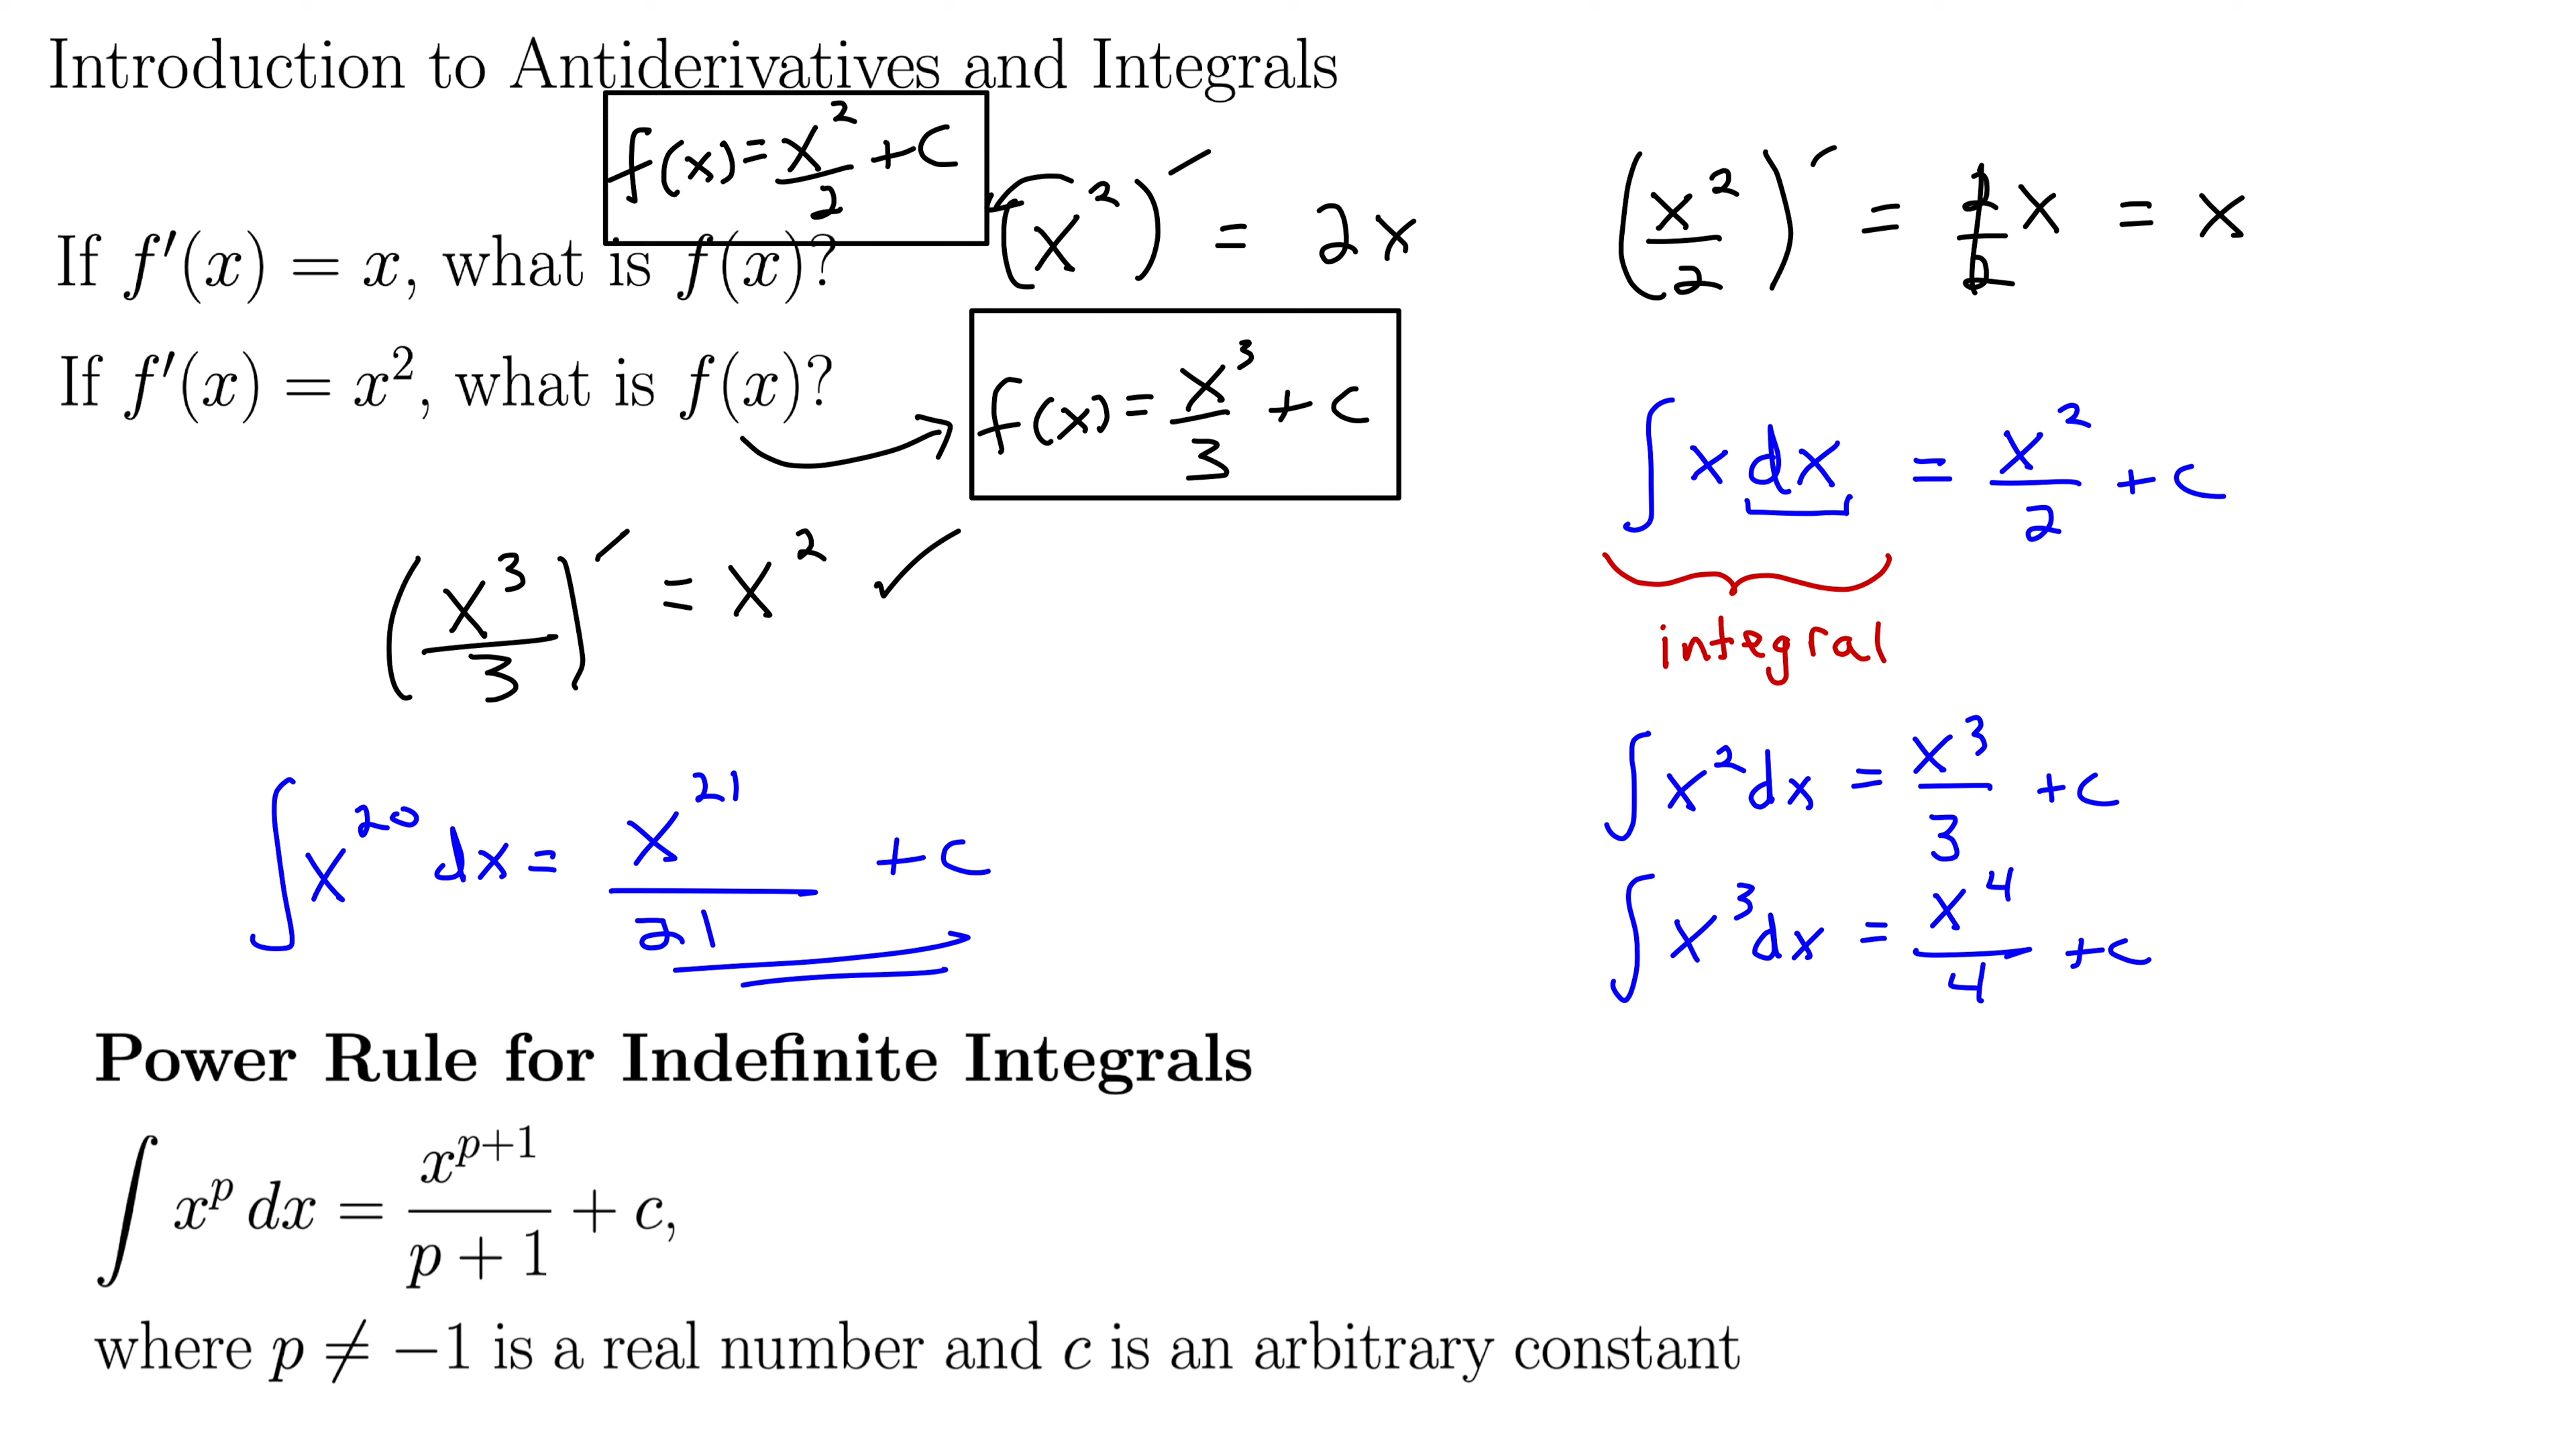 Introduction to Antiderivatives and Integrals
f(x) = x²/2 + c
(x²)′ = 2x
(x²/2)′ = 2/2 x = x
If f′(x) = x, what is f(x)?
If f′(x) = x², what is f(x)?
f(x) = x³/3 + c
∫ x dx = x²/2 + c
integral
(x³/3)′ = x² ✓
∫ x² dx = x³/3 + c
∫ x²⁰ dx = x²¹/21 + c
∫ x³ dx = x⁴/4 + c
Power Rule for Indefinite Integrals
∫ xᵖ dx = xᵖ⁺¹/(p + 1) + c,
where p ≠ −1 is a real number and c is an arbitrary constant